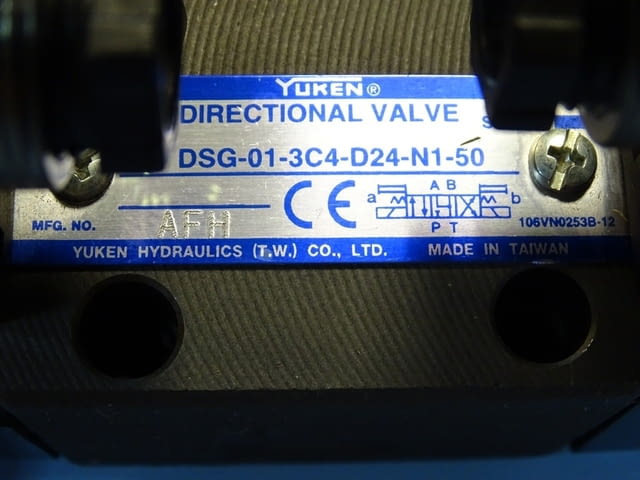 YUKEN®
DIRECTIONAL VALVE S
DSG-01-3C4-D24-N1-50
A B
a b
P T
MFG. NO. AFH 106VN0253B-12
YUKEN HYDRAULICS (T.W.) CO., LTD. MADE IN TAIWAN